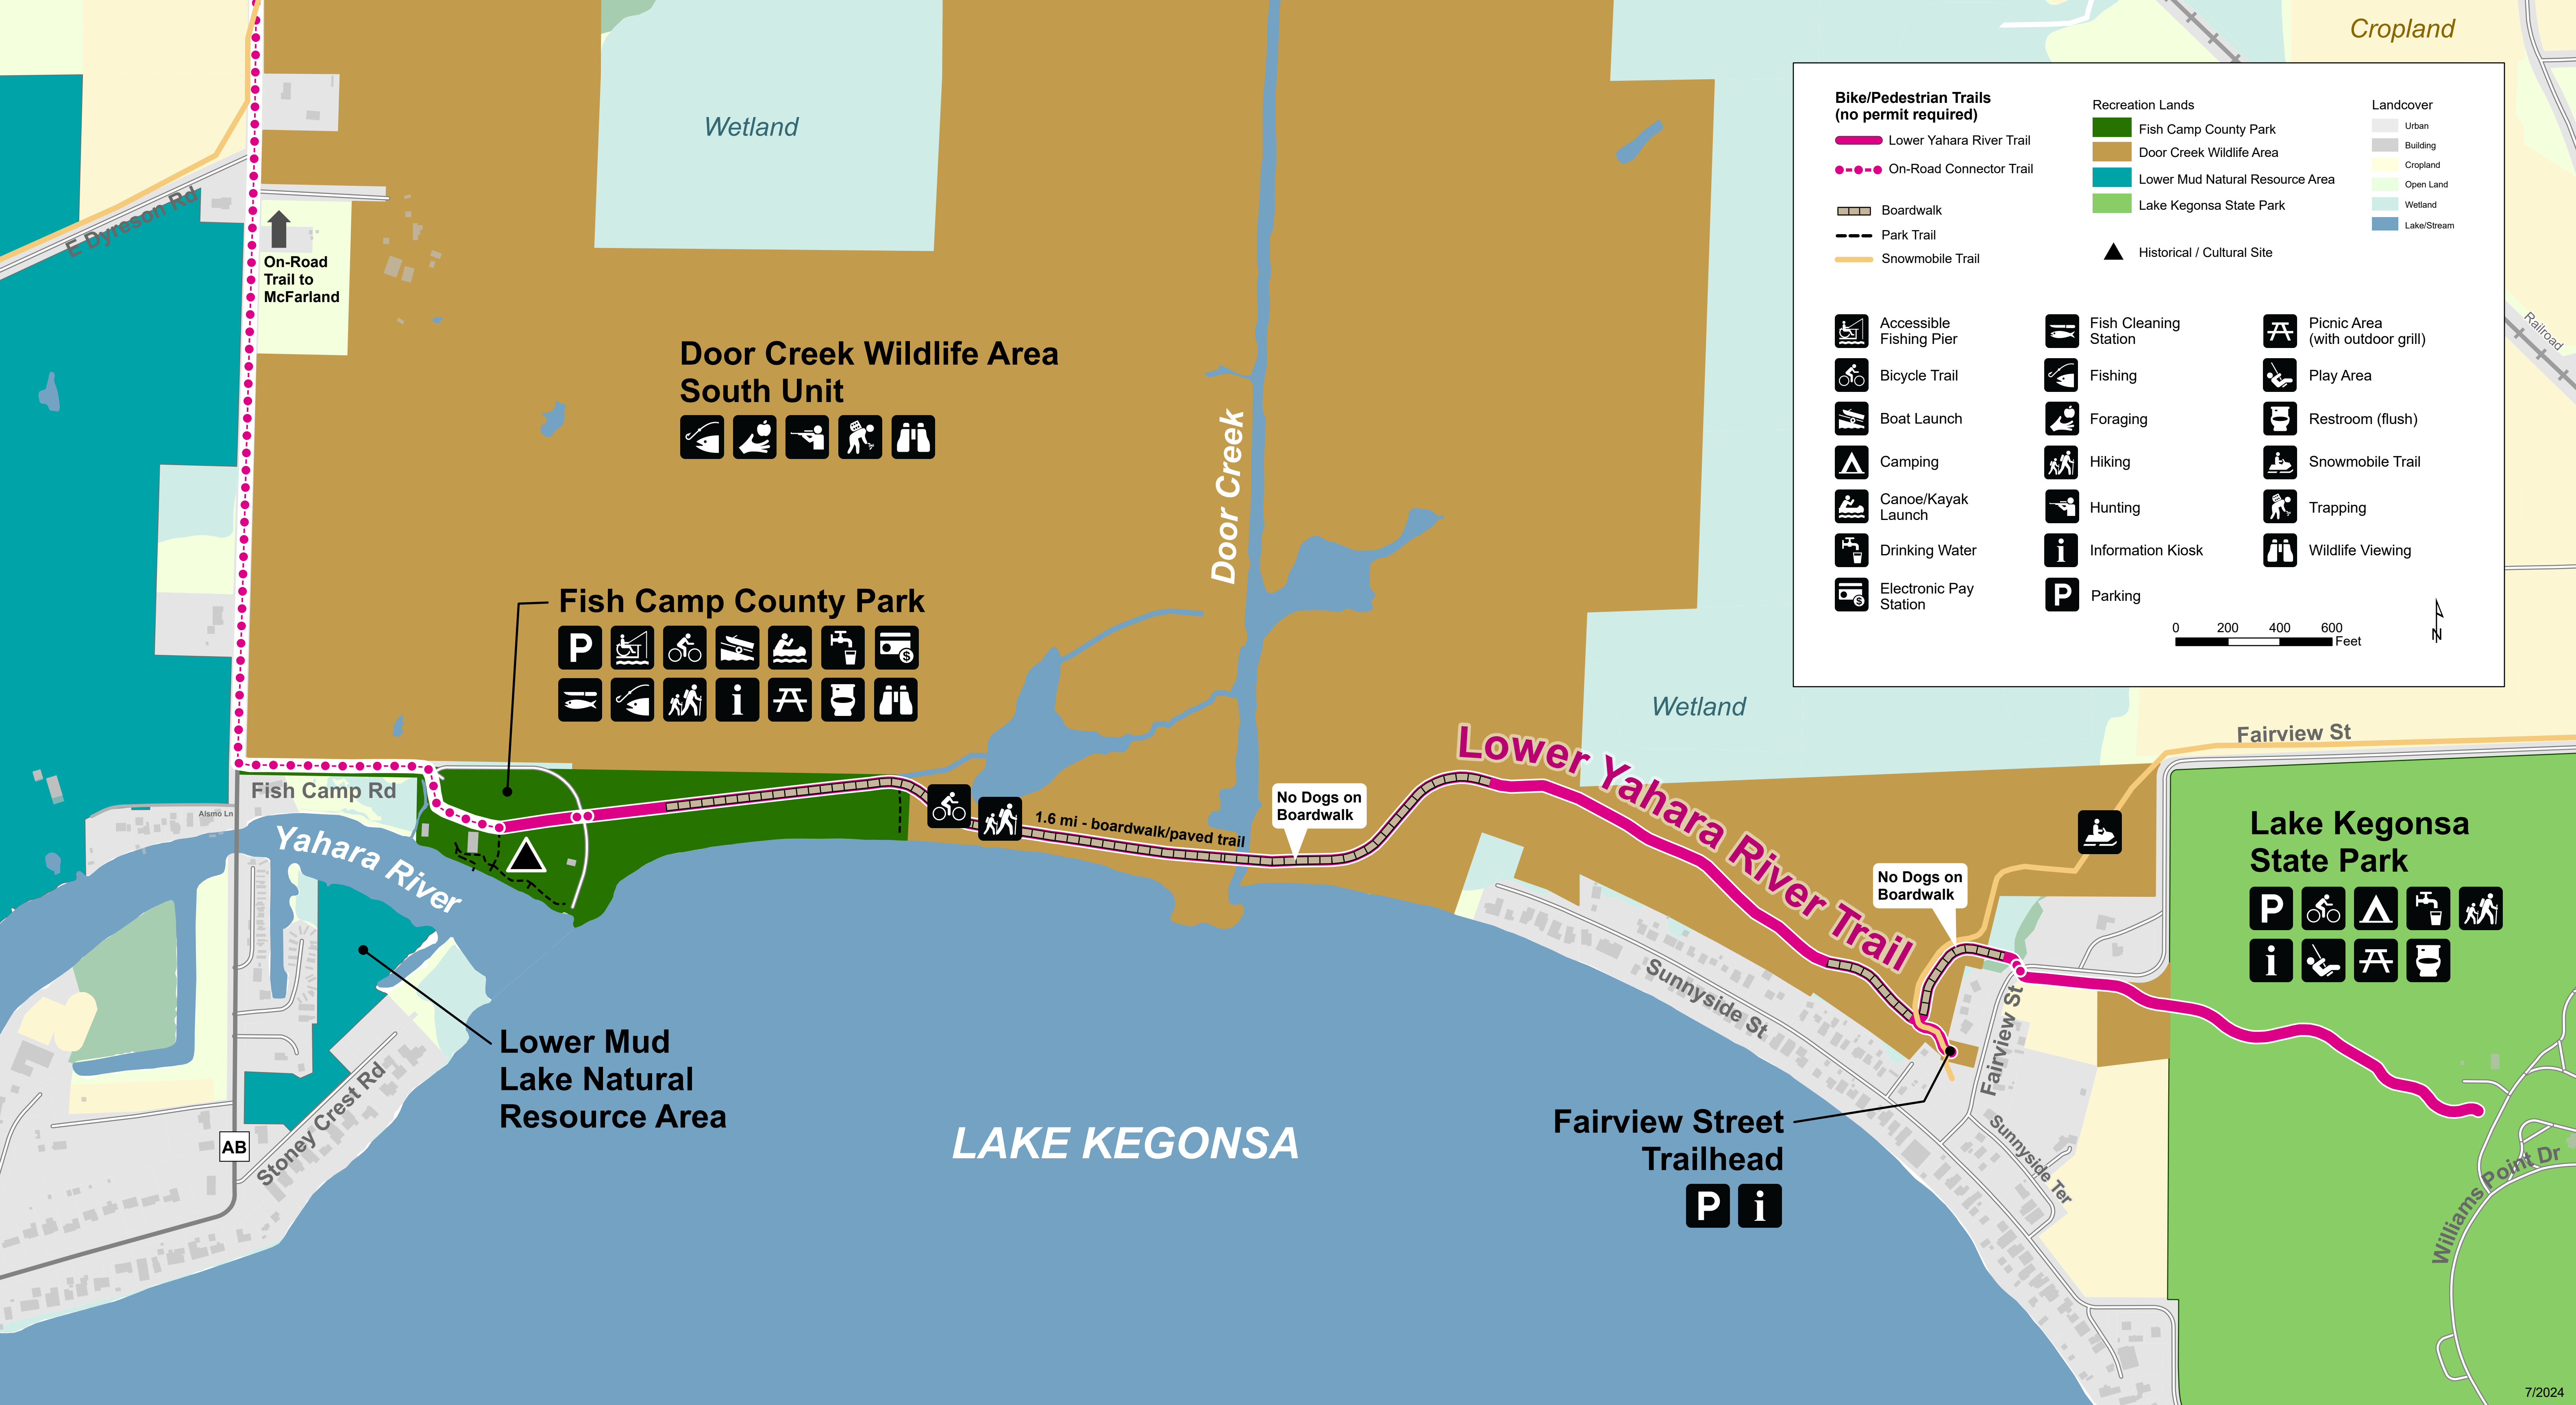 Cropland
Wetland
E Dyreson Rd
On-Road
Trail to
McFarland
Door Creek Wildlife Area
South Unit
Door Creek
Fish Camp County Park
P
$
i
Bike/Pedestrian Trails
(no permit required)
Lower Yahara River Trail
On-Road Connector Trail
Boardwalk
Park Trail
Snowmobile Trail
Recreation Lands
Fish Camp County Park
Door Creek Wildlife Area
Lower Mud Natural Resource Area
Lake Kegonsa State Park
Historical / Cultural Site
Landcover
Urban
Building
Cropland
Open Land
Wetland
Lake/Stream
Accessible
Fishing Pier
Bicycle Trail
Boat Launch
Camping
Canoe/Kayak
Launch
Drinking Water
$
Electronic Pay
Station
Fish Cleaning
Station
Fishing
Foraging
Hiking
Hunting
i
Information Kiosk
P
Parking
Picnic Area
(with outdoor grill)
Play Area
Restroom (flush)
Snowmobile Trail
Trapping
Wildlife Viewing
0 200 400 600
Feet
N
Railroad
Wetland
Fairview St
Fish Camp Rd
Alsmo Ln
Yahara River
1.6 mi - boardwalk/paved trail
No Dogs on
Boardwalk
Lower Yahara River Trail
No Dogs on
Boardwalk
Lake Kegonsa
State Park
P
i
Sunnyside St
Fairview St
Sunnyside Ter
Williams Point Dr
Lower Mud
Lake Natural
Resource Area
AB
Stoney Crest Rd
LAKE KEGONSA
Fairview Street
Trailhead
P i
7/2024